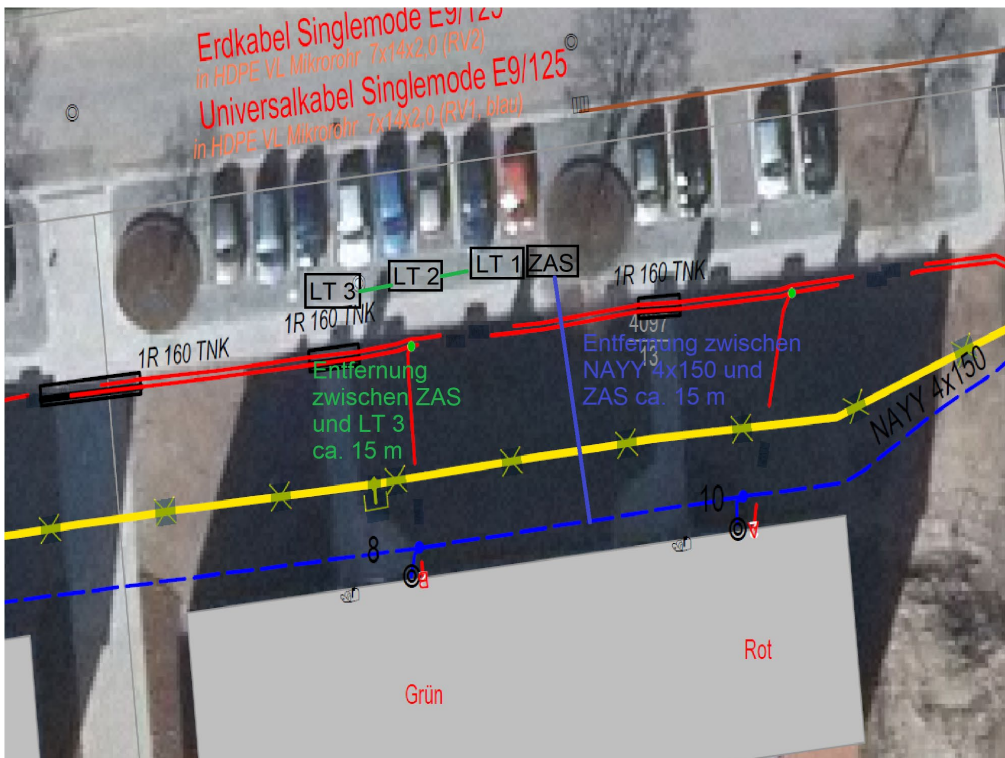 Erdkabel Singlemode E9/125
in HDPE VL Mikrorohr 7x14x2,0 (RV2)
Universalkabel Singlemode E9/125
in HDPE VL Mikrorohr 7x14x2,0 (RV1, blau)
LT 3
LT 2
LT 1
ZAS
1R 160 TNK
1R 160 TNK
1R 160 TNK
4097
13
Entfernung
zwischen ZAS
und LT 3
ca. 15 m
Entfernung zwischen
NAYY 4x150 und
ZAS ca. 15 m
NAYY 4x150
8
10
Grün
Rot